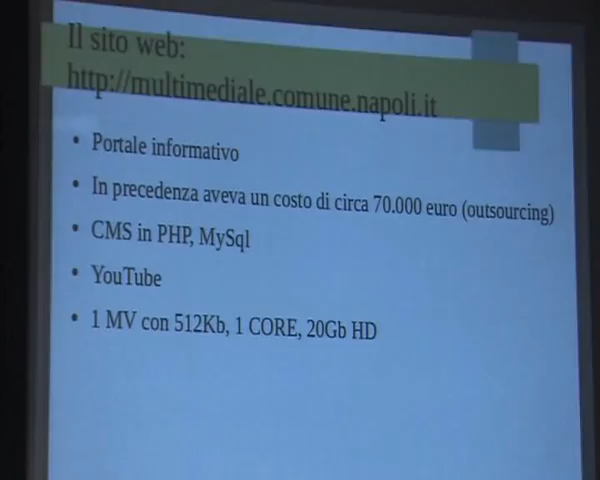 Il sito web:
http://multimediale.comune.napoli.it
• Portale informativo
• In precedenza aveva un costo di circa 70.000 euro (outsourcing)
• CMS in PHP, MySql
• YouTube
• 1 MV con 512Kb, 1 CORE, 20Gb HD